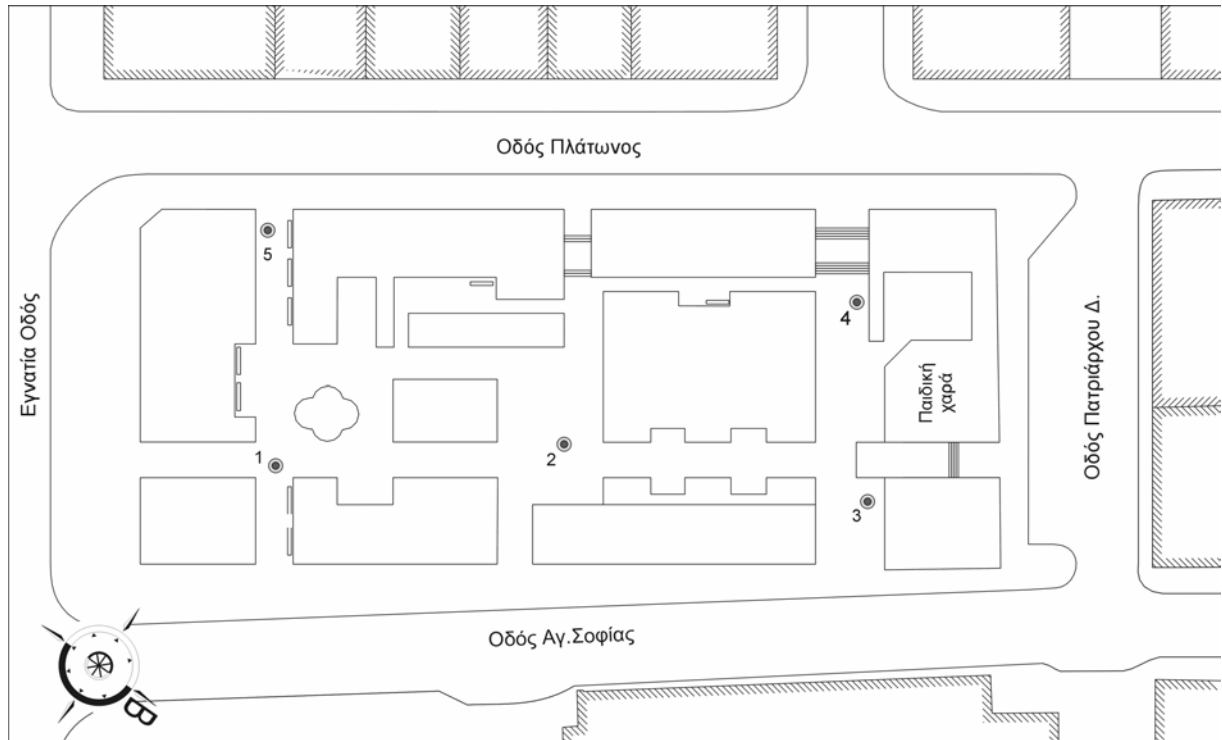 Οδός Πλάτωνος
5
4
Εγνατία Οδός
Παιδική
χαρά
Οδός Πατριάρχου Δ.
1
2
3
Οδός Αγ.Σοφίας
Β